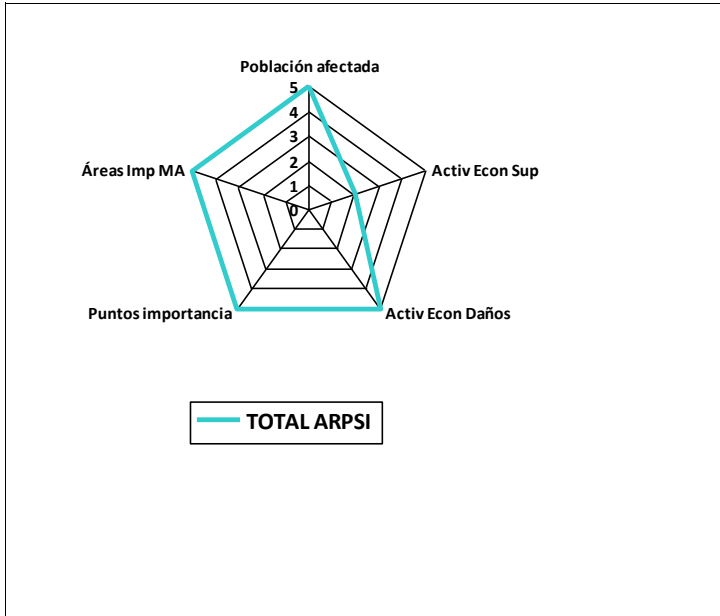 Población afectada
5
4
3
2
1
0
Áreas Imp MA
Activ Econ Sup
Puntos importancia
Activ Econ Daños
TOTAL ARPSI